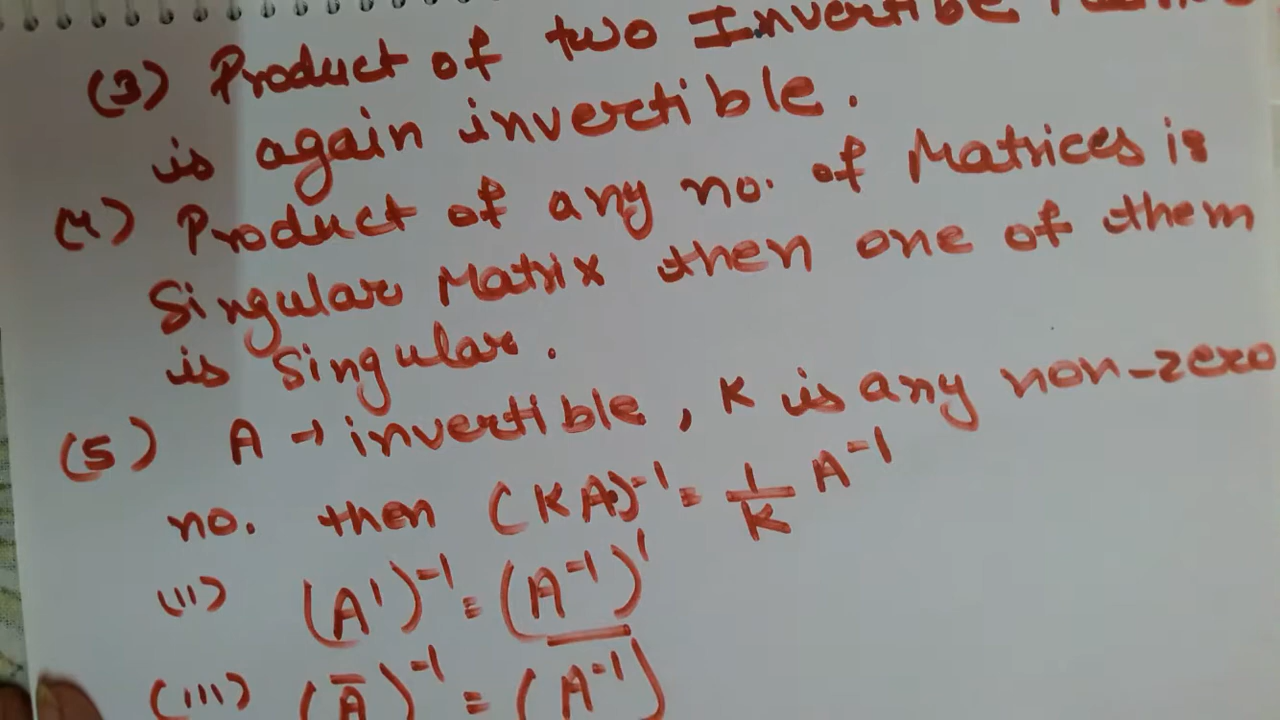 (3) Product of two Invertible
is again invertible.
(4) Product of any no. of Matrices is
Singular Matrix then one of them
is Singular.
(5) A → invertible, K is any non-zero
no. then (KA)⁻¹ = 1/K A⁻¹
(ii) (A')⁻¹ = (A⁻¹)'
(iii) (A̅)⁻¹ = (A̅⁻̅¹̅)